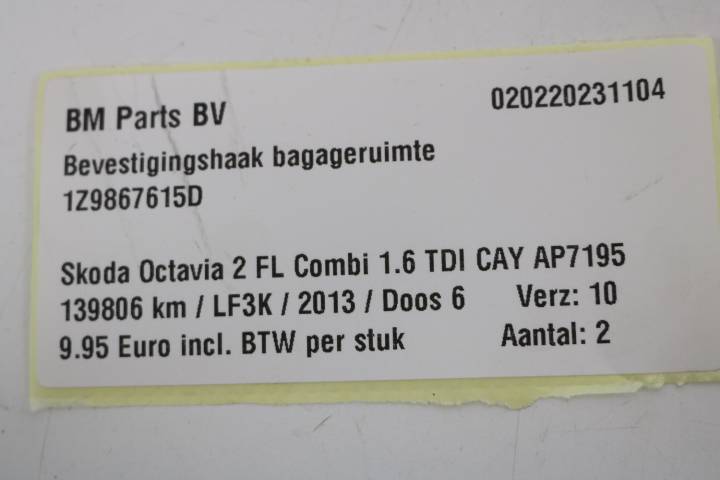 BM Parts BV 020220231104
Bevestigingshaak bagageruimte
1Z9867615D
Skoda Octavia 2 FL Combi 1.6 TDI CAY AP7195
139806 km / LF3K / 2013 / Doos 6 Verz: 10
9.95 Euro incl. BTW per stuk Aantal: 2